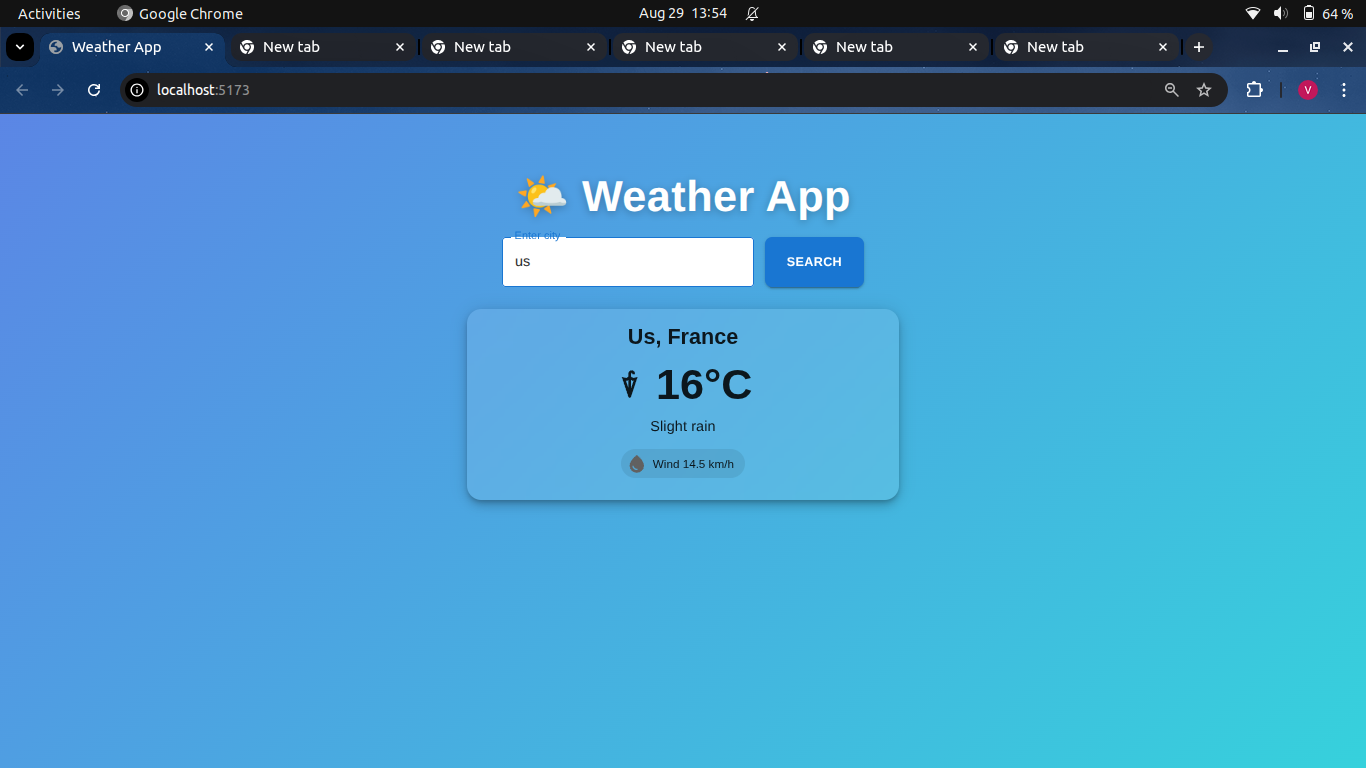 Activities Google Chrome Aug 29 13:54 64 %
Weather App New tab New tab New tab New tab New tab
localhost:5173 V
Weather App
Enter city
us SEARCH
Us, France
16°C
Slight rain
Wind 14.5 km/h